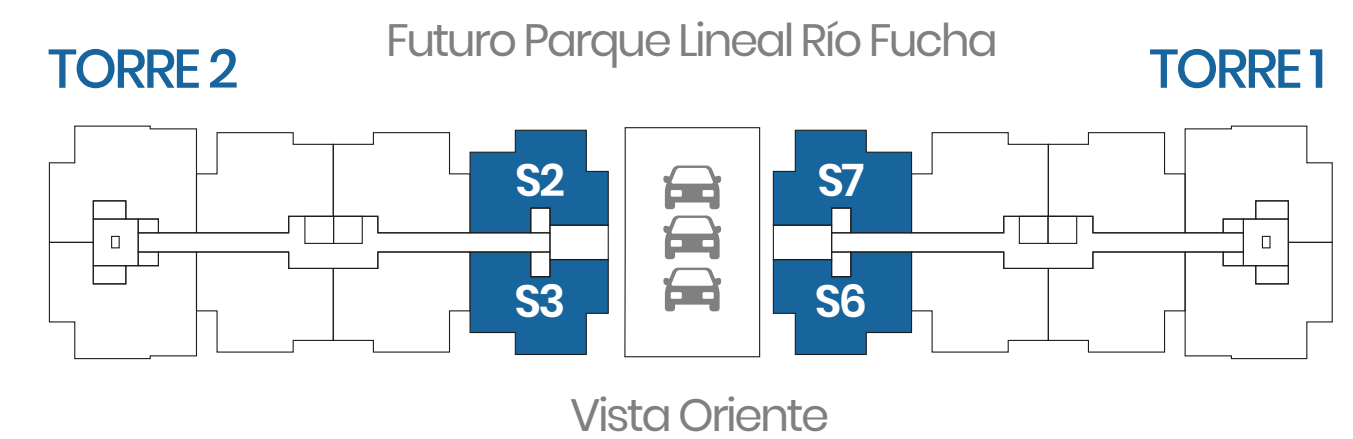 Futuro Parque Lineal Río Fucha
TORRE 2
TORRE 1
S2
S7
S3
S6
Vista Oriente